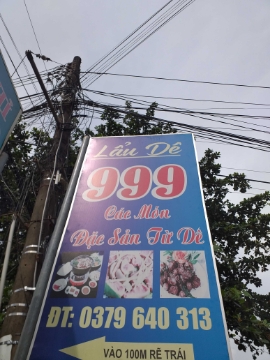 Lẩu Dê
999
Các Món
Đặc Sản Từ Dê
ĐT: 0379 640 313
VÀO 100M RẼ TRÁI